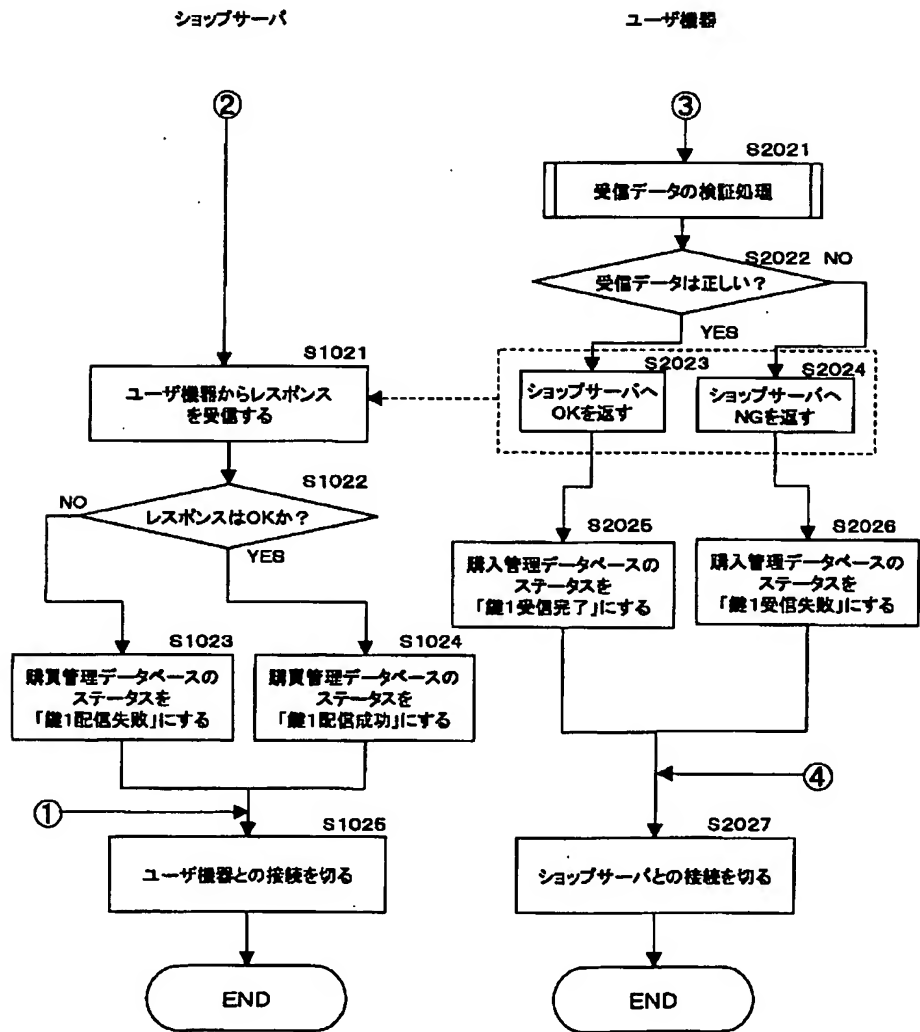 ショップサーバ
ユーザ機器
②
③
S2021
受信データの検証処理
S2022 NO
受信データは正しい?
YES
S1021
ユーザ機器からレスポンス
を受信する
S2023
ショップサーバへ
OKを返す
S2024
ショップサーバへ
NGを返す
S1022
NO
レスポンスはOKか?
YES
S2025
購入管理データベースの
ステータスを
「鍵1受信完了」にする
S2026
購入管理データベースの
ステータスを
「鍵1受信失敗」にする
S1023
購買管理データベースの
ステータスを
「鍵1配信失敗」にする
S1024
購買管理データベースの
ステータスを
「鍵1配信成功」にする
①
④
S1025
ユーザ機器との接続を切る
S2027
ショップサーバとの接続を切る
END
END